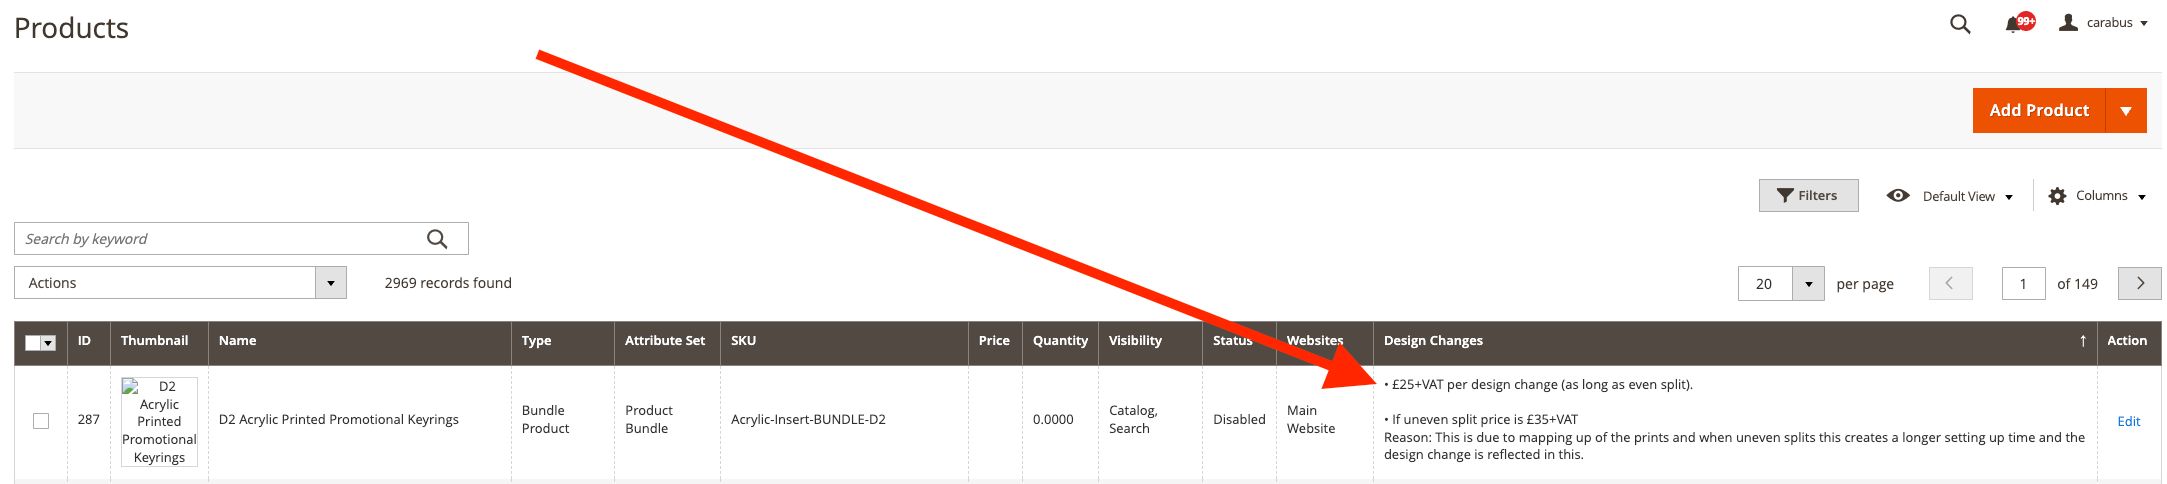 Products
99+
carabus
Add Product
Filters
Default View
Columns
Search by keyword
Actions
2969 records found
20
per page
1
of 149
ID
Thumbnail
Name
Type
Attribute Set
SKU
Price
Quantity
Visibility
Status
Websites
Design Changes
Action
287
D2
Acrylic
Printed
Promotional
Keyrings
D2 Acrylic Printed Promotional Keyrings
Bundle
Product
Product
Bundle
Acrylic-Insert-BUNDLE-D2
0.0000
Catalog,
Search
Disabled
Main
Website
• £25+VAT per design change (as long as even split).
• If uneven split price is £35+VAT
Reason: This is due to mapping up of the prints and when uneven splits this creates a longer setting up time and the
design change is reflected in this.
Edit